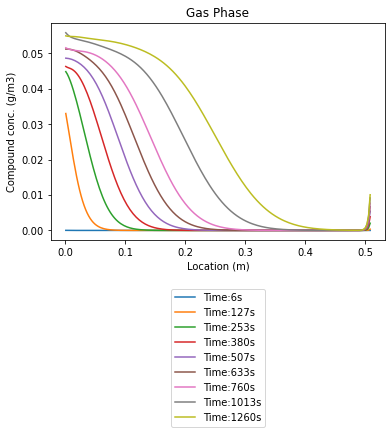 Gas Phase
Compound conc. (g/m3)
0.05
0.04
0.03
0.02
0.01
0.00
0.0 0.1 0.2 0.3 0.4 0.5
Location (m)
Time:6s
Time:127s
Time:253s
Time:380s
Time:507s
Time:633s
Time:760s
Time:1013s
Time:1260s